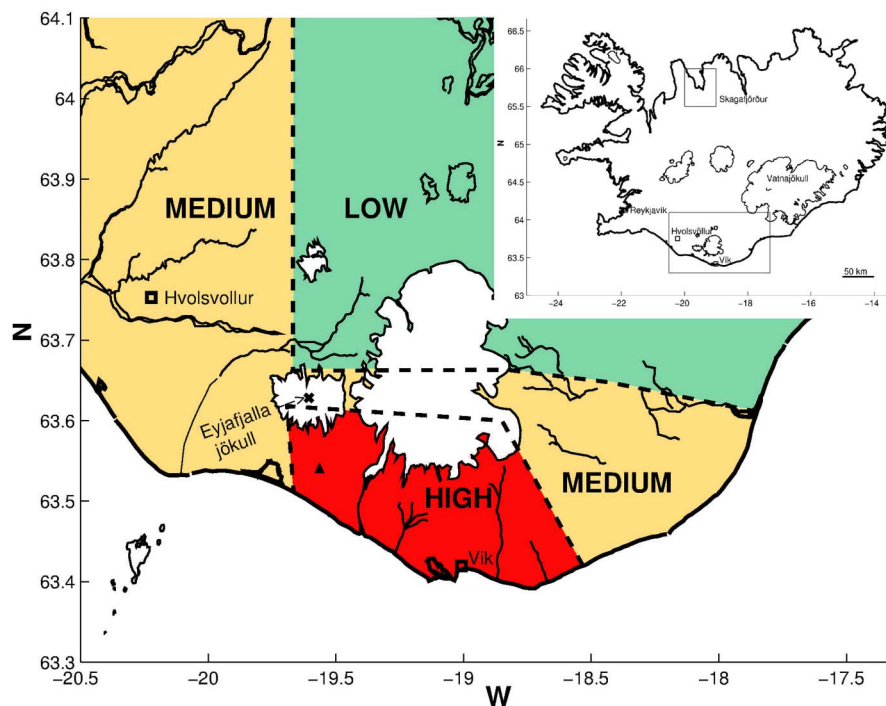 64.1
64
63.9
63.8
63.7
63.6
63.5
63.4
63.3
N
−20.5
−20
−19.5
−19
−18.5
−18
−17.5
W
MEDIUM
LOW
Hvolsvollur
Eyjafjalla
jökull
HIGH
MEDIUM
Vik
66.5
66
65.5
65
64.5
64
63.5
63
N
−24
−22
−20
−18
−16
−14
Skagafjörður
Vatnajökull
Reykjavik
Hvolsvöllur
Vik
50 km